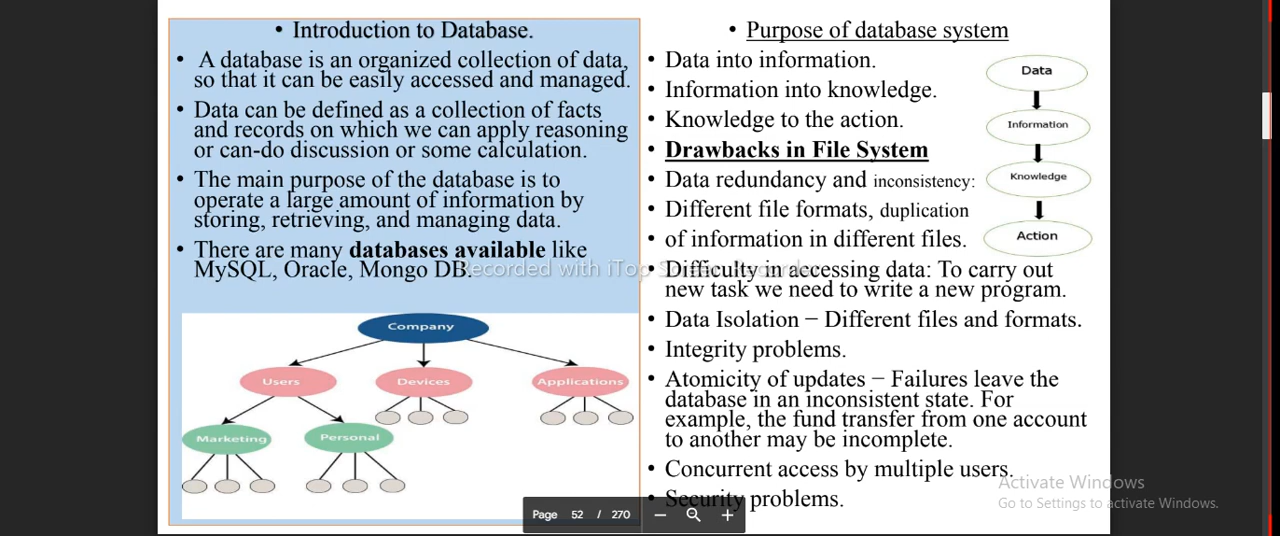 • Introduction to Database.
• A database is an organized collection of data,
so that it can be easily accessed and managed.
• Data can be defined as a collection of facts
and records on which we can apply reasoning
or can-do discussion or some calculation.
• The main purpose of the database is to
operate a large amount of information by
storing, retrieving, and managing data.
• There are many databases available like
MySQL, Oracle, Mongo DB.
Company
Users
Devices
Applications
Marketing
Personal
• Purpose of database system
• Data into information.
• Information into knowledge.
• Knowledge to the action.
• Drawbacks in File System
• Data redundancy and inconsistency:
• Different file formats, duplication
• of information in different files.
• Difficulty in accessing data: To carry out
new task we need to write a new program.
• Data Isolation − Different files and formats.
• Integrity problems.
• Atomicity of updates − Failures leave the
database in an inconsistent state. For
example, the fund transfer from one account
to another may be incomplete.
• Concurrent access by multiple users.
• Security problems.
Data
Information
Knowledge
Action
Recorded with iTop Screen Recorder
Activate Windows
Go to Settings to activate Windows.
Page 52 / 270